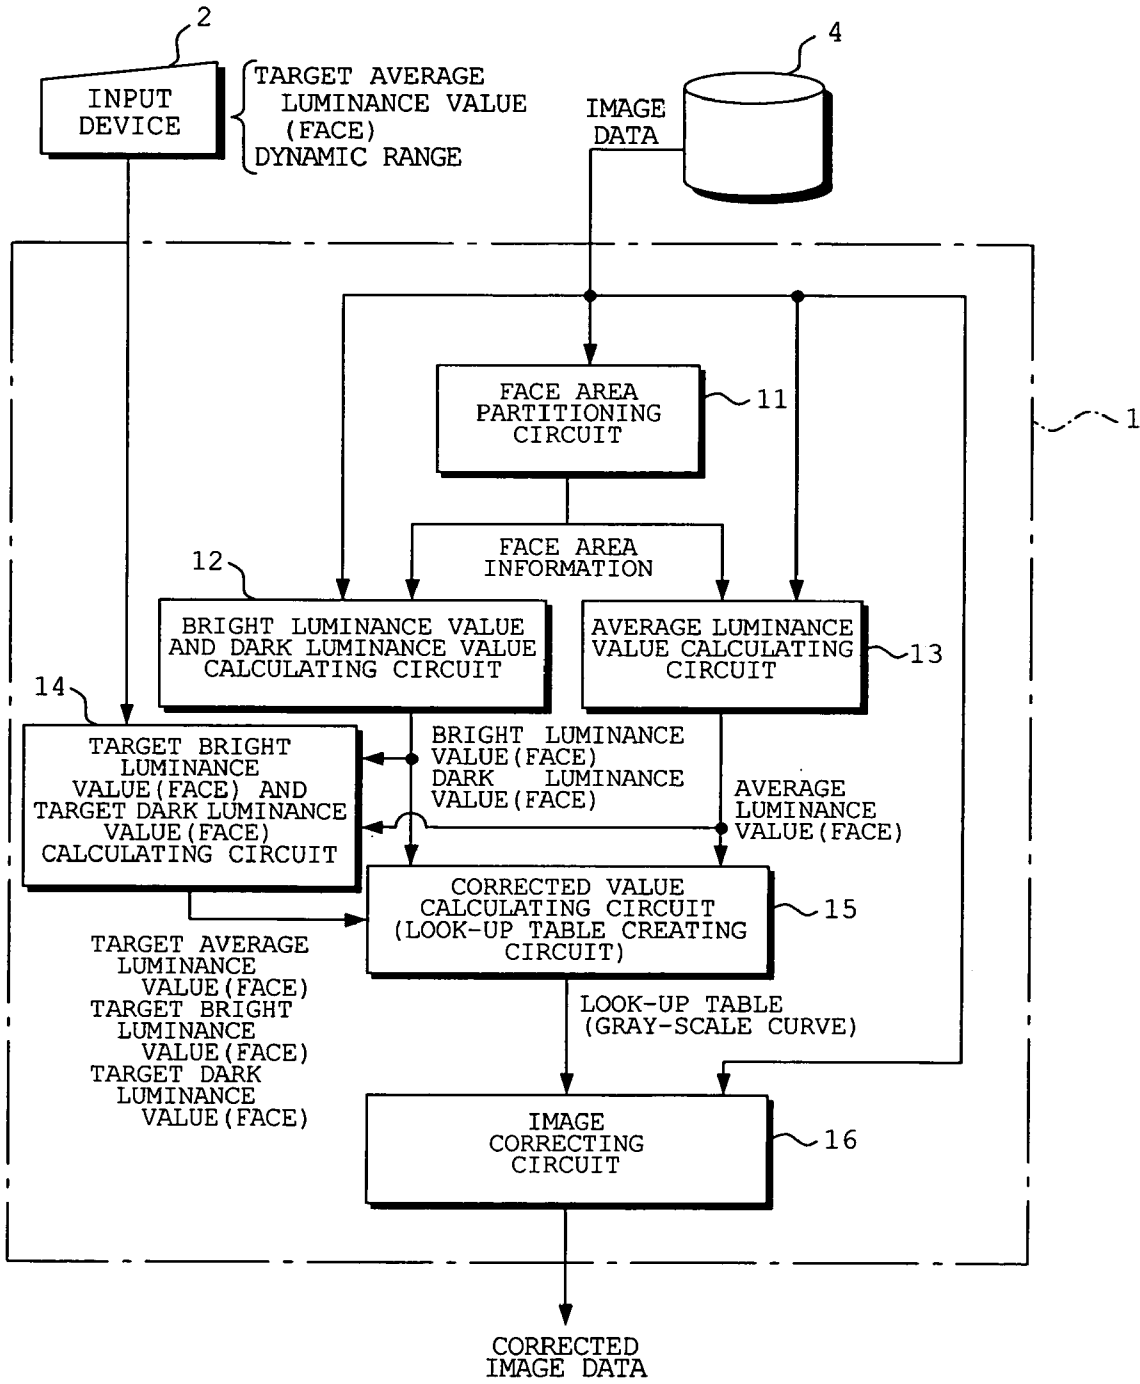 2
4
INPUT
DEVICE
TARGET AVERAGE
LUMINANCE VALUE
(FACE)
DYNAMIC RANGE
IMAGE
DATA
FACE AREA
PARTITIONING
CIRCUIT
11
1
FACE AREA
INFORMATION
12
BRIGHT LUMINANCE VALUE
AND DARK LUMINANCE VALUE
CALCULATING CIRCUIT
AVERAGE LUMINANCE
VALUE CALCULATING
CIRCUIT
13
14
TARGET BRIGHT
LUMINANCE
VALUE(FACE) AND
TARGET DARK LUMINANCE
VALUE(FACE)
CALCULATING CIRCUIT
BRIGHT LUMINANCE
VALUE(FACE)
DARK LUMINANCE
VALUE(FACE)
AVERAGE
LUMINANCE
VALUE(FACE)
CORRECTED VALUE
CALCULATING CIRCUIT
(LOOK-UP TABLE CREATING
CIRCUIT)
15
TARGET AVERAGE
LUMINANCE
VALUE(FACE)
TARGET BRIGHT
LUMINANCE
VALUE(FACE)
TARGET DARK
LUMINANCE
VALUE(FACE)
LOOK-UP TABLE
(GRAY-SCALE CURVE)
IMAGE
CORRECTING
CIRCUIT
16
CORRECTED
IMAGE DATA